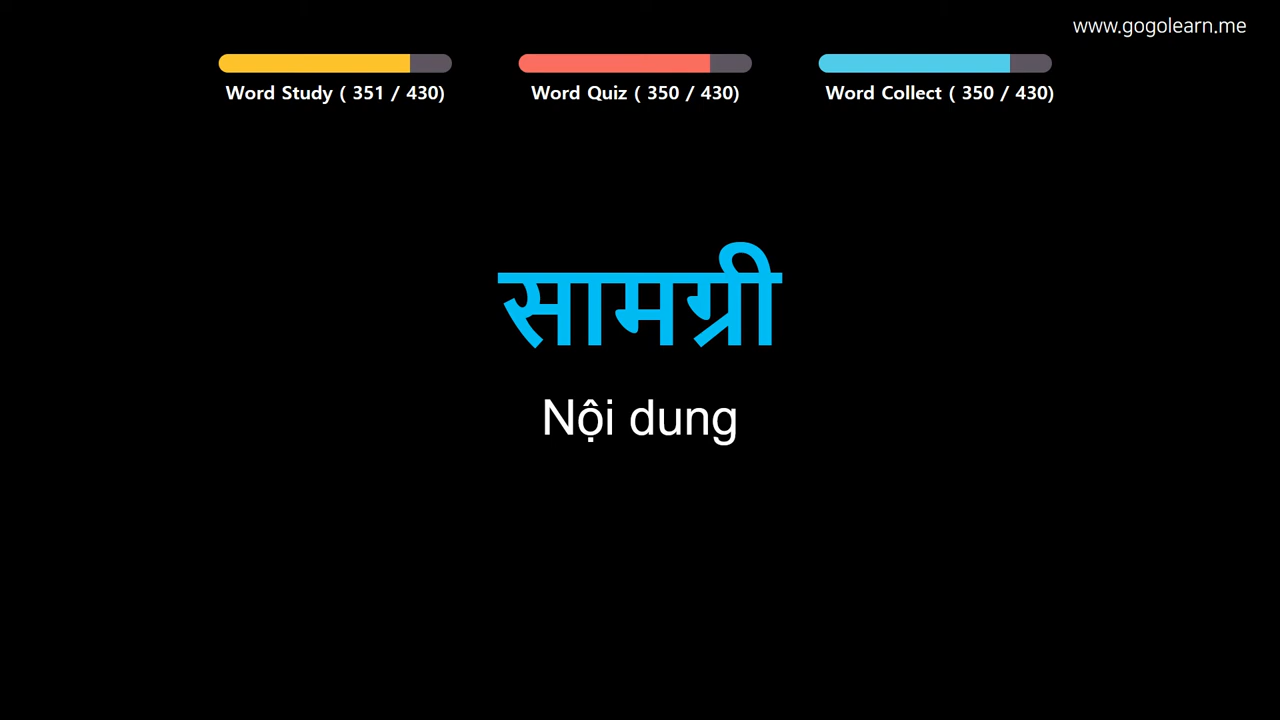 www.gogolearn.me
Word Study ( 351 / 430)
Word Quiz ( 350 / 430)
Word Collect ( 350 / 430)
सामग्री
Nội dung